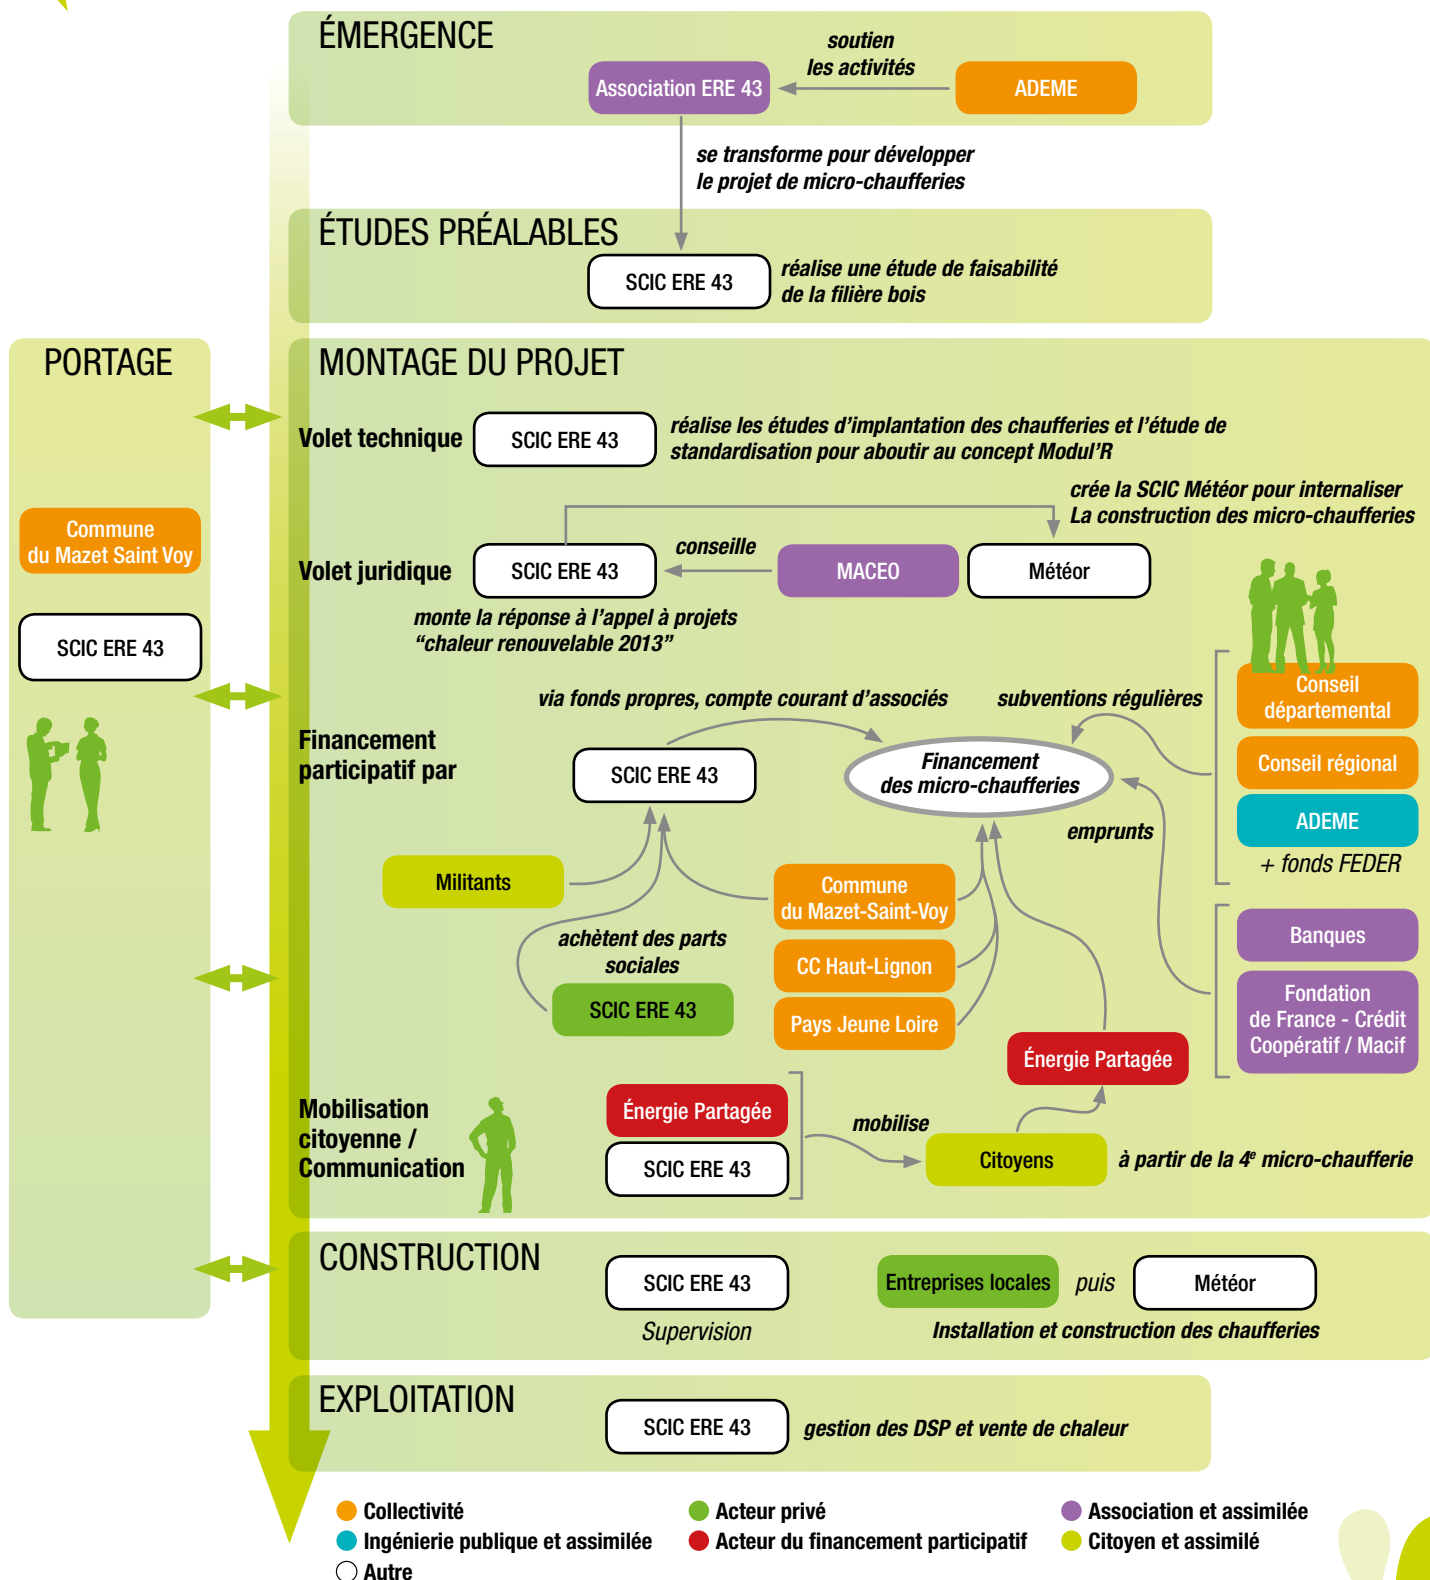 ÉMERGENCE
soutien
les activités
Association ERE 43
ADEME
se transforme pour développer
le projet de micro-chaufferies
ÉTUDES PRÉALABLES
SCIC ERE 43
réalise une étude de faisabilité
de la filière bois
PORTAGE
Commune
du Mazet Saint Voy
SCIC ERE 43
MONTAGE DU PROJET
Volet technique
SCIC ERE 43
réalise les études d'implantation des chaufferies et l'étude de
standardisation pour aboutir au concept Modul'R
crée la SCIC Météor pour internaliser
La construction des micro-chaufferies
Volet juridique
SCIC ERE 43
conseille
MACEO
Météor
monte la réponse à l'appel à projets
“chaleur renouvelable 2013”
via fonds propres, compte courant d'associés
subventions régulières
Conseil
départemental
Conseil régional
ADEME
+ fonds FEDER
Financement
participatif par
SCIC ERE 43
Financement
des micro-chaufferies
emprunts
Militants
Commune
du Mazet-Saint-Voy
CC Haut-Lignon
Pays Jeune Loire
achètent des parts
sociales
SCIC ERE 43
Banques
Fondation
de France - Crédit
Coopératif / Macif
Énergie Partagée
Mobilisation
citoyenne /
Communication
Énergie Partagée
SCIC ERE 43
mobilise
Citoyens
à partir de la 4e micro-chaufferie
CONSTRUCTION
SCIC ERE 43
Supervision
Entreprises locales
puis
Météor
Installation et construction des chaufferies
EXPLOITATION
SCIC ERE 43
gestion des DSP et vente de chaleur
Collectivité
Acteur privé
Association et assimilée
Ingénierie publique et assimilée
Acteur du financement participatif
Citoyen et assimilé
Autre